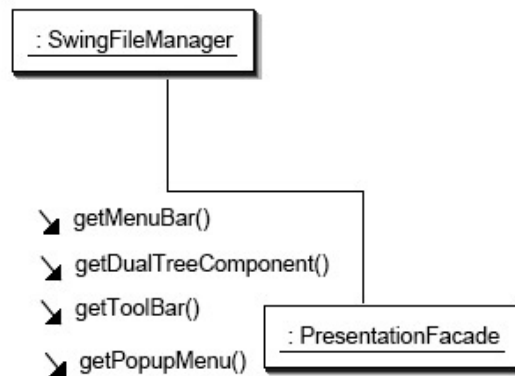 : SwingFileManager
getMenuBar()
getDualTreeComponent()
getToolBar()
getPopupMenu()
: PresentationFacade